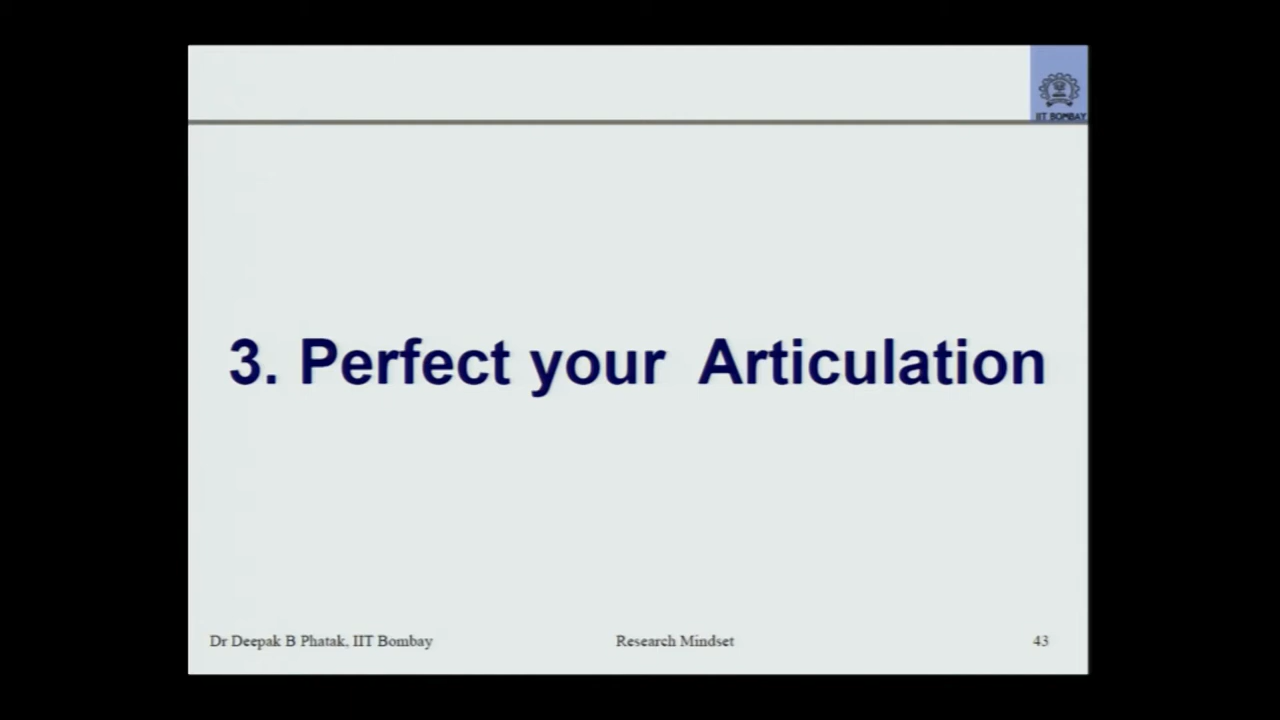 IIT BOMBAY
3. Perfect your Articulation
Dr Deepak B Phatak, IIT Bombay
Research Mindset
43